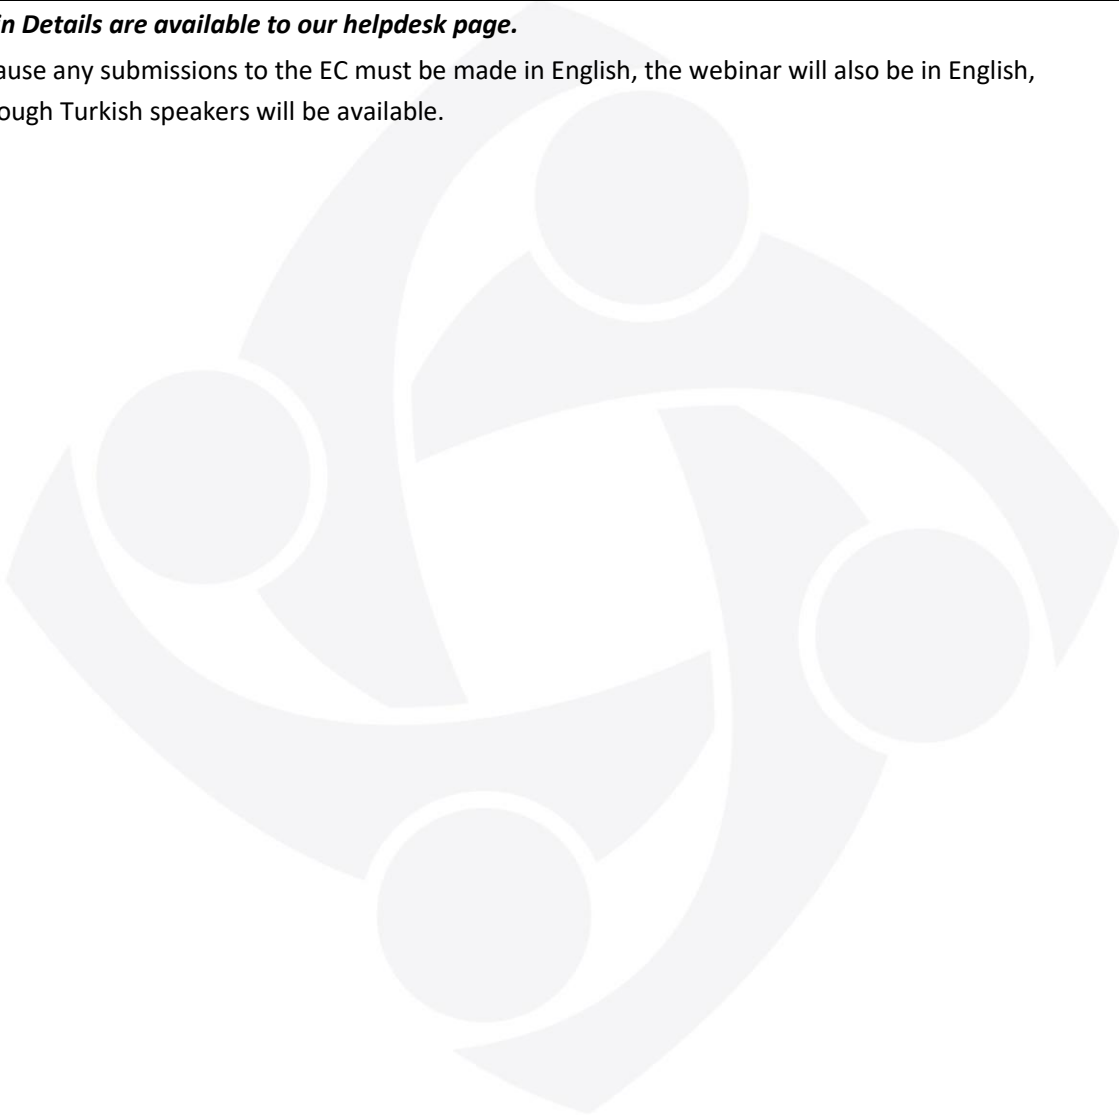 in Details are available to our helpdesk page.
ause any submissions to the EC must be made in English, the webinar will also be in English,
ough Turkish speakers will be available.